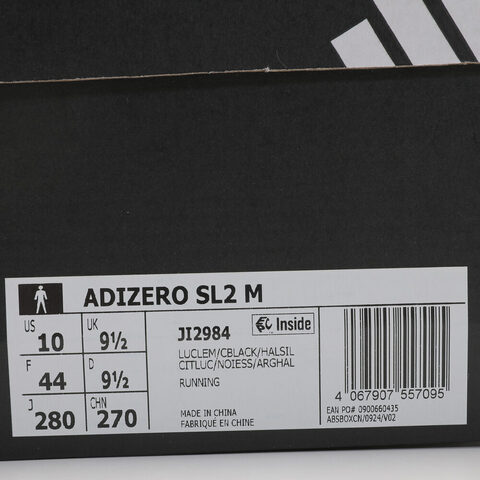 ADIZERO SL2 M
US 10 UK 9½
F 44 D 9½
J 280 CHN 270
JI2984 Inside
LUCLEM/CBLACK/HALSIL
CITLUC/NOIESS/ARGHAL
RUNNING
MADE IN CHINA
FABRIQUÉ EN CHINE
4 067907 557095
EAN PO# 0900660435
ABSBOXCN/0924/V02